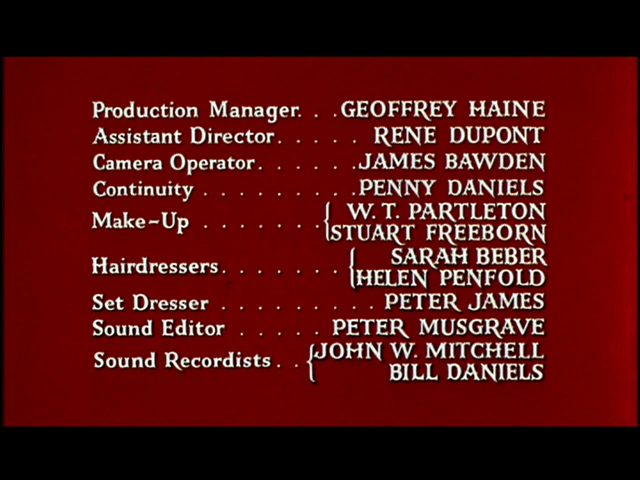 Production Manager. . . GEOFFREY HAINE
Assistant Director. . . . . RENE DUPONT
Camera Operator. . . . . JAMES BAWDEN
Continuity . . . . . . . . . PENNY DANIELS
Make-Up . . . . . . . { W. T. PARTLETON
STUART FREEBORN
Hairdressers. . . . . . . { SARAH BEBER
HELEN PENFOLD
Set Dresser . . . . . . . . . PETER JAMES
Sound Editor . . . . . PETER MUSGRAVE
Sound Recordists . . { JOHN W. MITCHELL
BILL DANIELS